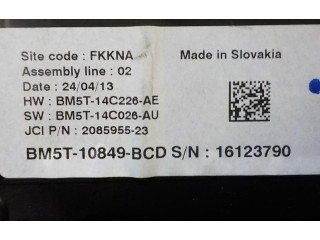 Site code : FKKNA
Made in Slovakia
Assembly line : 02
Date : 24/04/13
HW : BM5T-14C226-AE
SW : BM5T-14C026-AU
JCI P/N : 2085955-23
BM5T-10849-BCD S/N : 16123790